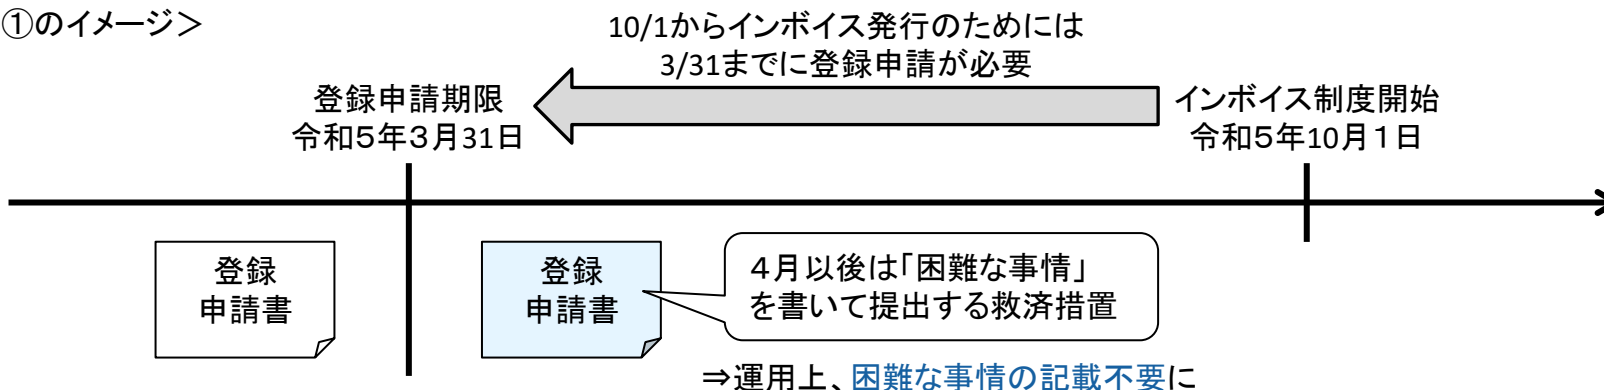 ①のイメージ＞
10/1からインボイス発行のためには
3/31までに登録申請が必要
登録申請期限
令和５年３月31日
インボイス制度開始
令和５年10月１日
登録
申請書
登録
申請書
４月以後は「困難な事情」
を書いて提出する救済措置
⇒運用上、困難な事情の記載不要に